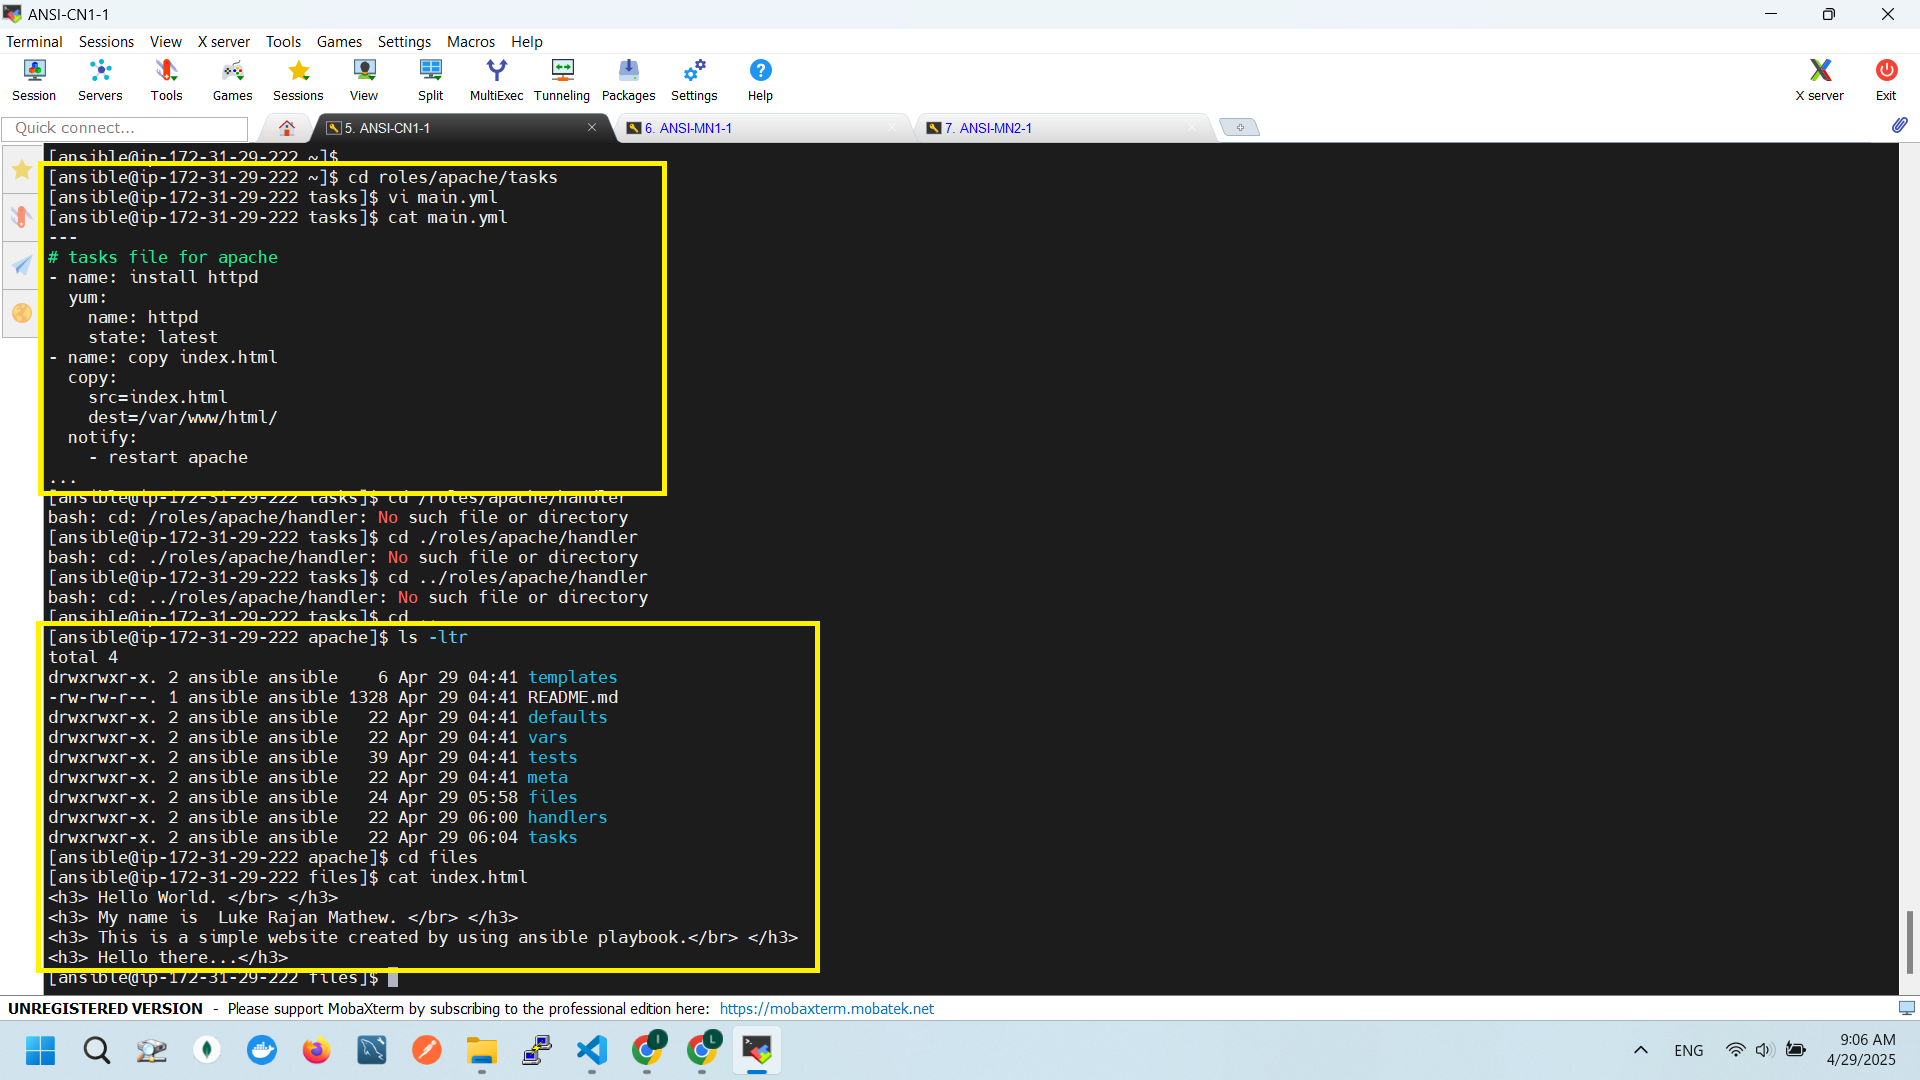 ANSI-CN1-1
Terminal Sessions View X server Tools Games Settings Macros Help
Session Servers Tools Games Sessions View Split MultiExec Tunneling Packages Settings Help X server Exit
Quick connect... 5. ANSI-CN1-1 6. ANSI-MN1-1 7. ANSI-MN2-1
[ansible@ip-172-31-29-222 ~]$
[ansible@ip-172-31-29-222 ~]$ cd roles/apache/tasks
[ansible@ip-172-31-29-222 tasks]$ vi main.yml
[ansible@ip-172-31-29-222 tasks]$ cat main.yml
---
# tasks file for apache
- name: install httpd
  yum:
    name: httpd
    state: latest
- name: copy index.html
  copy:
    src=index.html
    dest=/var/www/html/
  notify:
    - restart apache
...
[ansible@ip-172-31-29-222 tasks]$ cd /roles/apache/handler
bash: cd: /roles/apache/handler: No such file or directory
[ansible@ip-172-31-29-222 tasks]$ cd ./roles/apache/handler
bash: cd: ./roles/apache/handler: No such file or directory
[ansible@ip-172-31-29-222 tasks]$ cd ../roles/apache/handler
bash: cd: ../roles/apache/handler: No such file or directory
[ansible@ip-172-31-29-222 tasks]$ cd ..
[ansible@ip-172-31-29-222 apache]$ ls -ltr
total 4
drwxrwxr-x. 2 ansible ansible    6 Apr 29 04:41 templates
-rw-rw-r--. 1 ansible ansible 1328 Apr 29 04:41 README.md
drwxrwxr-x. 2 ansible ansible   22 Apr 29 04:41 defaults
drwxrwxr-x. 2 ansible ansible   22 Apr 29 04:41 vars
drwxrwxr-x. 2 ansible ansible   39 Apr 29 04:41 tests
drwxrwxr-x. 2 ansible ansible   22 Apr 29 04:41 meta
drwxrwxr-x. 2 ansible ansible   24 Apr 29 05:58 files
drwxrwxr-x. 2 ansible ansible   22 Apr 29 06:00 handlers
drwxrwxr-x. 2 ansible ansible   22 Apr 29 06:04 tasks
[ansible@ip-172-31-29-222 apache]$ cd files
[ansible@ip-172-31-29-222 files]$ cat index.html
<h3> Hello World. </br> </h3>
<h3> My name is  Luke Rajan Mathew. </br> </h3>
<h3> This is a simple website created by using ansible playbook.</br> </h3>
<h3> Hello there...</h3>
[ansible@ip-172-31-29-222 files]$
UNREGISTERED VERSION - Please support MobaXterm by subscribing to the professional edition here: https://mobaxterm.mobatek.net
I L ENG 9:06 AM
4/29/2025